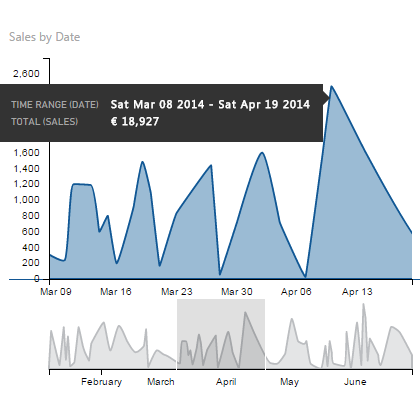 Sales by Date
2,600
TIME RANGE (DATE) Sat Mar 08 2014 - Sat Apr 19 2014
TOTAL (SALES) € 18,927
1,600
1,400
1,200
1,000
800
600
400
200
0
Mar 09 Mar 16 Mar 23 Mar 30 Apr 06 Apr 13
February March April May June